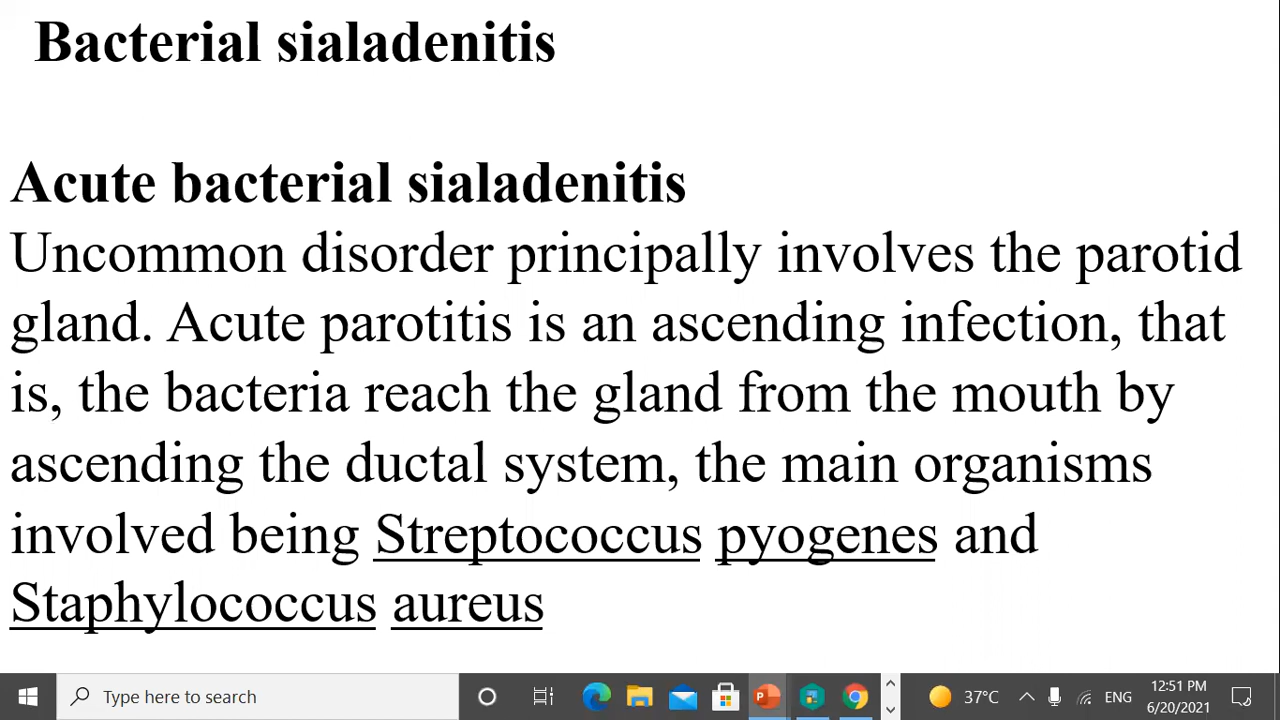 Bacterial sialadenitis
Acute bacterial sialadenitis
Uncommon disorder principally involves the parotid
gland. Acute parotitis is an ascending infection, that
is, the bacteria reach the gland from the mouth by
ascending the ductal system, the main organisms
involved being Streptococcus pyogenes and
Staphylococcus aureus
Type here to search
37°C
ENG
12:51 PM
6/20/2021